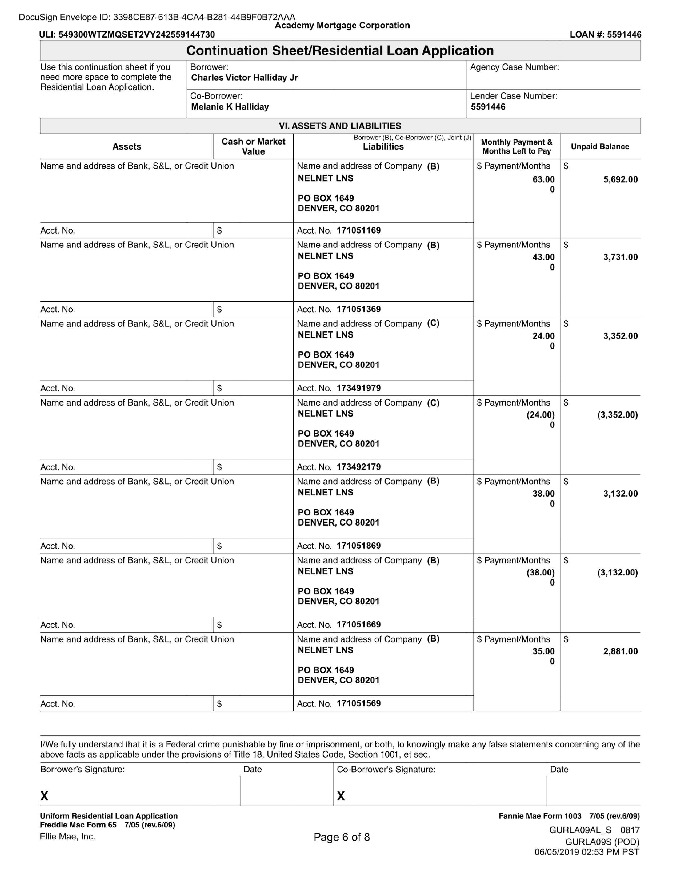 DocuSign Envelope ID: 3398CE87-613B-4CA4-B281-44B9F0B72AAA
Academy Mortgage Corporation
ULI: 549300WTZMQSET2VY242559144730 LOAN #: 5591446
Continuation Sheet/Residential Loan Application
Use this continuation sheet if you need more space to complete the Residential Loan Application.
Borrower:
Charles Victor Halliday Jr
Agency Case Number:
Co-Borrower:
Melanie K Halliday
Lender Case Number:
5591446
VI. ASSETS AND LIABILITIES
Borrower (B), Co-Borrower (C), Joint (J)
Assets Cash or Market Value Liabilities Monthly Payment & Months Left to Pay Unpaid Balance
Name and address of Bank, S&L, or Credit Union Name and address of Company (B) $ Payment/Months $
NELNET LNS 63.00 5,692.00
0
PO BOX 1649
DENVER, CO 80201
Acct. No. $ Acct. No. 171051169
Name and address of Bank, S&L, or Credit Union Name and address of Company (B) $ Payment/Months $
NELNET LNS 43.00 3,731.00
0
PO BOX 1649
DENVER, CO 80201
Acct. No. $ Acct. No. 171051369
Name and address of Bank, S&L, or Credit Union Name and address of Company (C) $ Payment/Months $
NELNET LNS 24.00 3,352.00
0
PO BOX 1649
DENVER, CO 80201
Acct. No. $ Acct. No. 173491979
Name and address of Bank, S&L, or Credit Union Name and address of Company (C) $ Payment/Months $
NELNET LNS (24.00) (3,352.00)
0
PO BOX 1649
DENVER, CO 80201
Acct. No. $ Acct. No. 173492179
Name and address of Bank, S&L, or Credit Union Name and address of Company (B) $ Payment/Months $
NELNET LNS 38.00 3,132.00
0
PO BOX 1649
DENVER, CO 80201
Acct. No. $ Acct. No. 171051869
Name and address of Bank, S&L, or Credit Union Name and address of Company (B) $ Payment/Months $
NELNET LNS (38.00) (3,132.00)
0
PO BOX 1649
DENVER, CO 80201
Acct. No. $ Acct. No. 171051669
Name and address of Bank, S&L, or Credit Union Name and address of Company (B) $ Payment/Months $
NELNET LNS 35.00 2,881.00
0
PO BOX 1649
DENVER, CO 80201
Acct. No. $ Acct. No. 171051569
I/We fully understand that it is a Federal crime punishable by fine or imprisonment, or both, to knowingly make any false statements concerning any of the
above facts as applicable under the provisions of Title 18, United States Code, Section 1001, et seq.
Borrower's Signature: Date Co-Borrower's Signature: Date
X X
Uniform Residential Loan Application
Freddie Mac Form 65 7/05 (rev.6/09)
Fannie Mae Form 1003 7/05 (rev.6/09)
Ellie Mae, Inc. Page 6 of 8
GURLA09AL_S 0817
GURLA09S (POD)
06/05/2019 02:53 PM PST